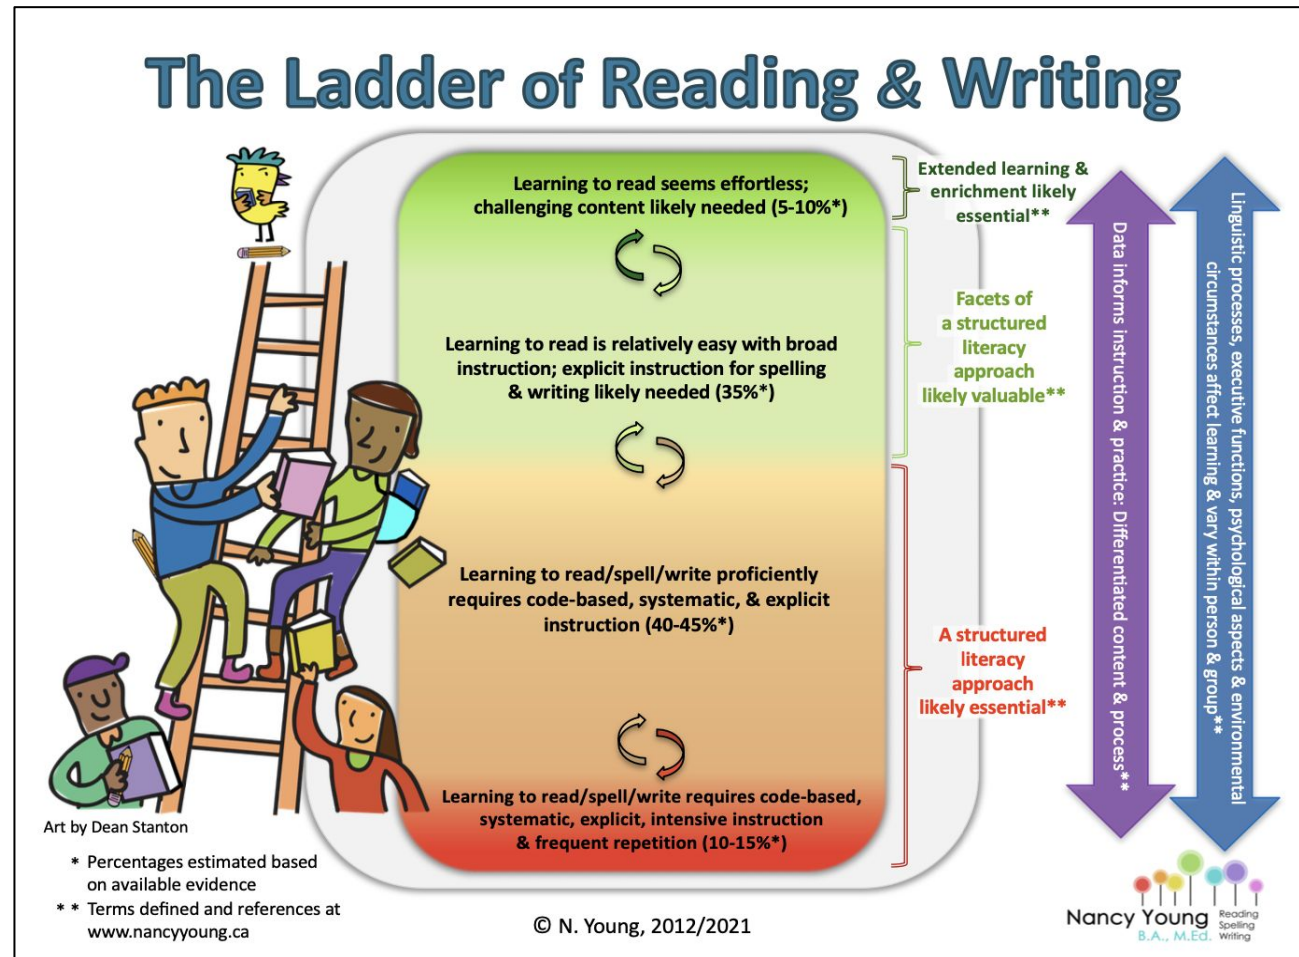 The Ladder of Reading & Writing
Learning to read seems effortless;
challenging content likely needed (5-10%*)
Learning to read is relatively easy with broad
instruction; explicit instruction for spelling
& writing likely needed (35%*)
Learning to read/spell/write proficiently
requires code-based, systematic, & explicit
instruction (40-45%*)
Learning to read/spell/write requires code-based,
systematic, explicit, intensive instruction
& frequent repetition (10-15%*)
Extended learning &
enrichment likely
essential**
Facets of
a structured
literacy
approach
likely valuable**
A structured
literacy
approach
likely essential**
Data informs instruction & practice: Differentiated content & process**
Linguistic processes, executive functions, psychological aspects & environmental
circumstances affect learning & vary within person & group**
Art by Dean Stanton
* Percentages estimated based
on available evidence
** Terms defined and references at
www.nancyyoung.ca
© N. Young, 2012/2021
Nancy Young
B.A., M.Ed.
Reading
Spelling
Writing